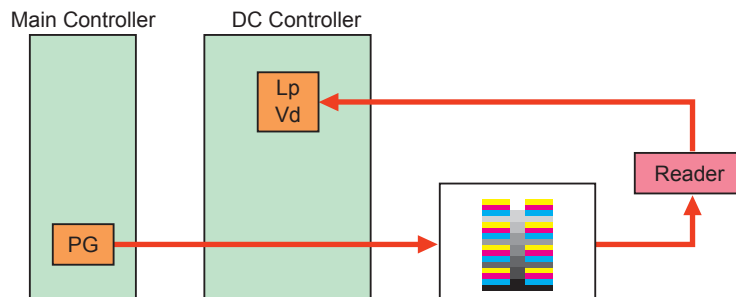 Main Controller
DC Controller
Lp
Vd
Reader
PG